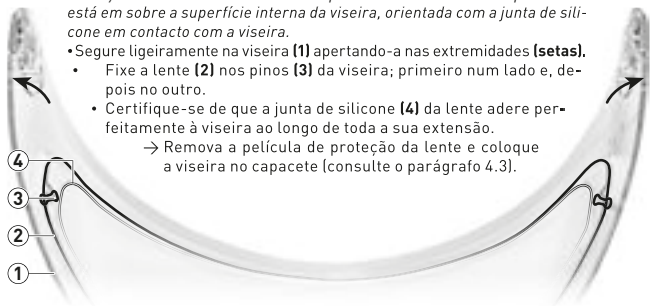 está em sobre a superfície interna da viseira, orientada com a junta de sili-
cone em contacto com a viseira.
• Segure ligeiramente na viseira (1) apertando-a nas extremidades (setas).
• Fixe a lente (2) nos pinos (3) da viseira; primeiro num lado e, de-
pois no outro.
• Certifique-se de que a junta de silicone (4) da lente adere per-
feitamente à viseira ao longo de toda a sua extensão.
→ Remova a película de proteção da lente e coloque
a viseira no capacete (consulte o parágrafo 4.3).
4
3
2
1